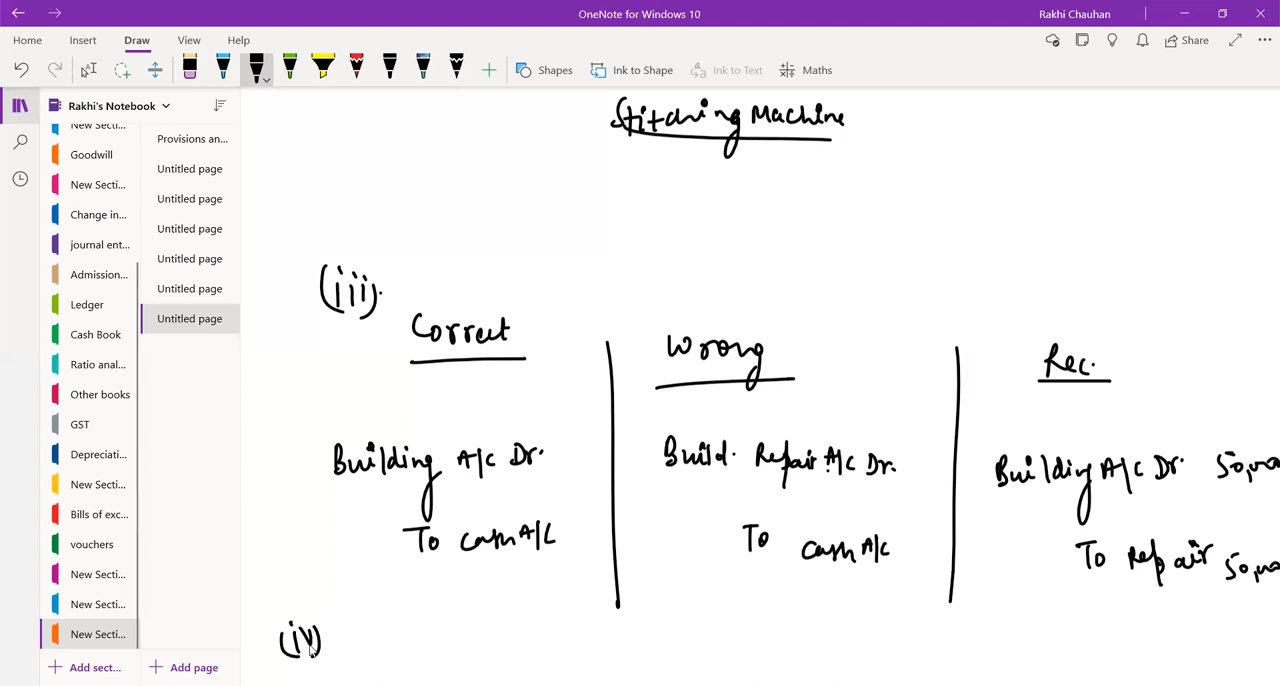 OneNote for Windows 10
Rakhi Chauhan
Home Insert Draw View Help
Share
Shapes Ink to Shape Ink to Text Maths
Rakhi's Notebook
New Secti...
Goodwill
New Secti...
Change in...
journal ent...
Admission...
Ledger
Cash Book
Ratio anal...
Other books
GST
Depreciati...
New Secti...
Bills of exc...
vouchers
New Secti...
New Secti...
New Secti...
Add sect...
Provisions an...
Untitled page
Untitled page
Untitled page
Untitled page
Untitled page
Untitled page
Add page
Stitching Machine
(iii).
Correct
Building A/c Dr.
To Cash A/c
Wrong
Build. Repair A/c Dr.
To Cash A/c
Rec.
Building A/c Dr.
To Repair
(iv)